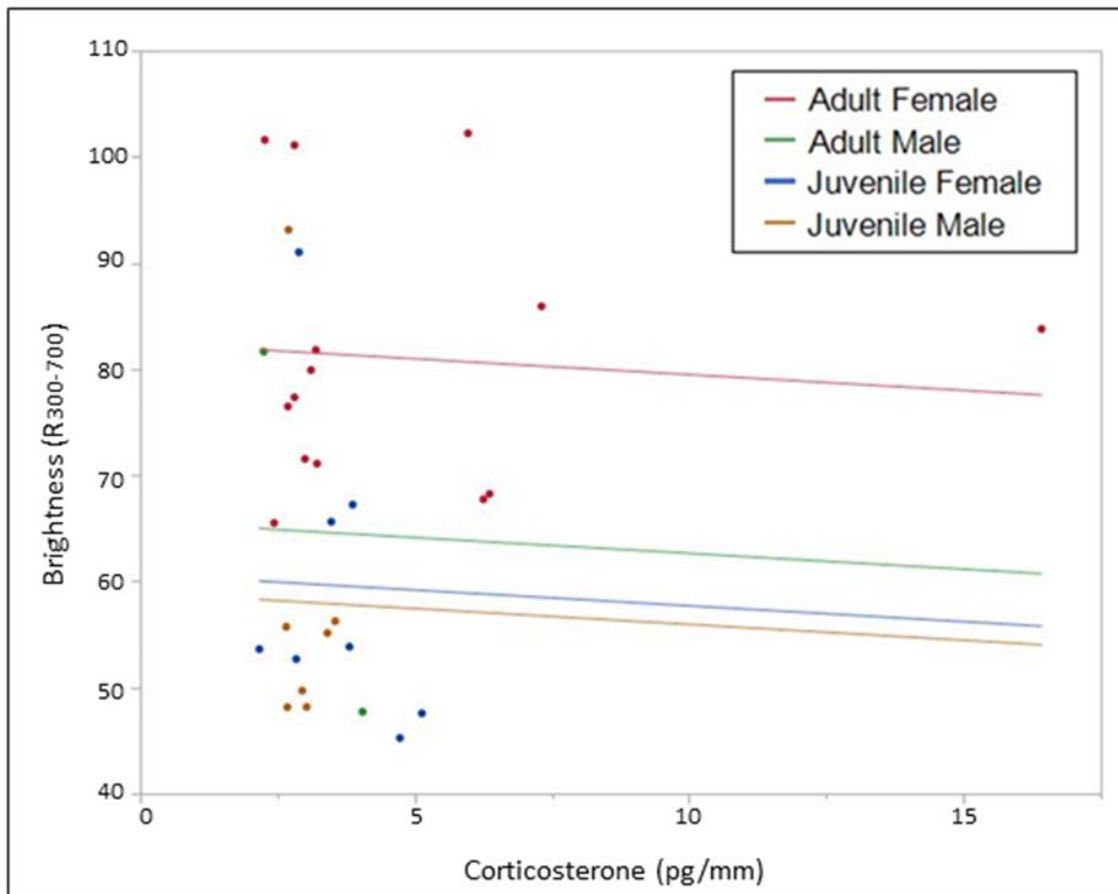 110
100
90
80
70
60
50
40
Brightness (R300-700)
Adult Female
Adult Male
Juvenile Female
Juvenile Male
0
5
10
15
Corticosterone (pg/mm)